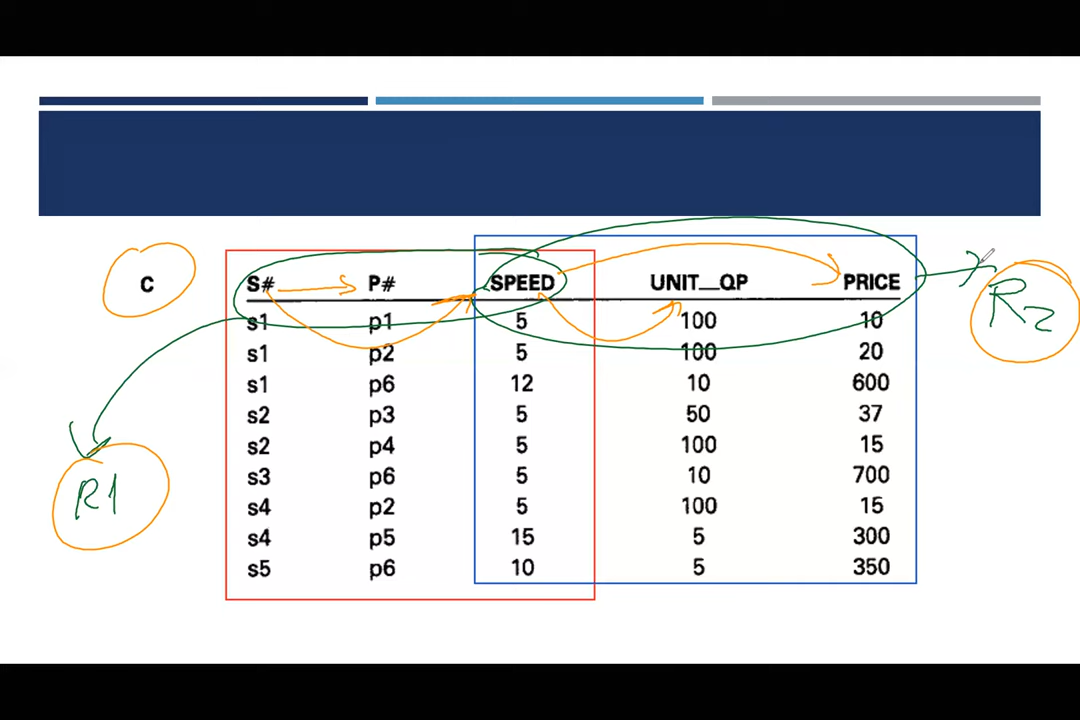 C S# P# SPEED UNIT__QP PRICE R2
s1 p1 5 100 10
s1 p2 5 100 20
s1 p6 12 10 600
s2 p3 5 50 37
s2 p4 5 100 15
s3 p6 5 10 700
s4 p2 5 100 15
s4 p5 15 5 300
s5 p6 10 5 350
R1